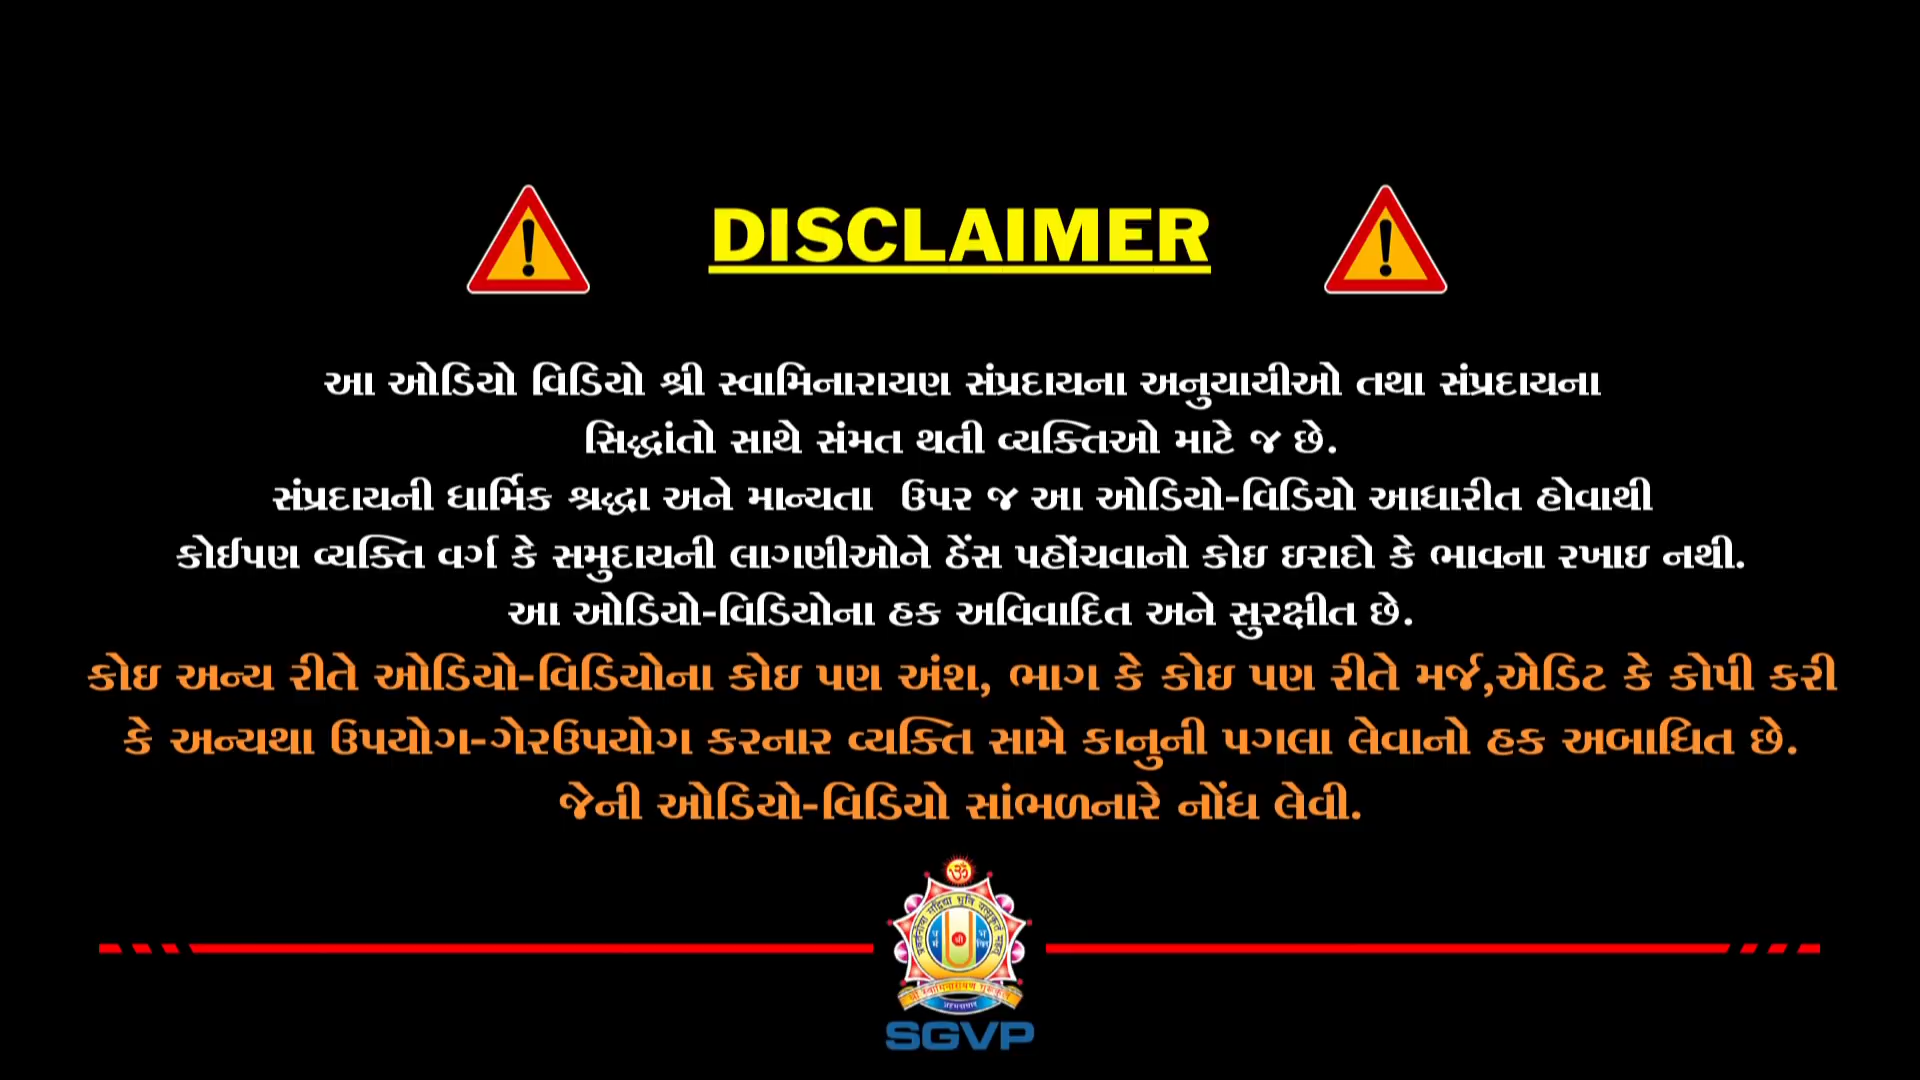 DISCLAIMER
આ ઓડિયો વિડિયો શ્રી સ્વામિનારાયણ સંપ્રદાયના અનુયાયીઓ તથા સંપ્રદાયના
સિદ્ધાંતો સાથે સંમત થતી વ્યક્તિઓ માટે જ છે.
સંપ્રદાયની ધાર્મિક શ્રદ્ધા અને માન્યતા ઉપર જ આ ઓડિયો-વિડિયો આધારીત હોવાથી
કોઈપણ વ્યક્તિ વર્ગ કે સમુદાયની લાગણીઓને ઠેંસ પહોંચવાનો કોઇ ઇરાદો કે ભાવના રખાઇ નથી.
આ ઓડિયો-વિડિયોના હક અવિવાદિત અને સુરક્ષીત છે.
કોઇ અન્ય રીતે ઓડિયો-વિડિયોના કોઇ પણ અંશ, ભાગ કે કોઇ પણ રીતે મર્જ,એડિટ કે કોપી કરી
કે અન્યથા ઉપયોગ-ગેરઉપયોગ કરનાર વ્યક્તિ સામે કાનુની પગલા લેવાનો હક અબાધિત છે.
જેની ઓડિયો-વિડિયો સાંભળનારે નોંધ લેવી.
ૐ
શ્રી સ્વામિનારાયણ ગુરુકુલ
SGVP